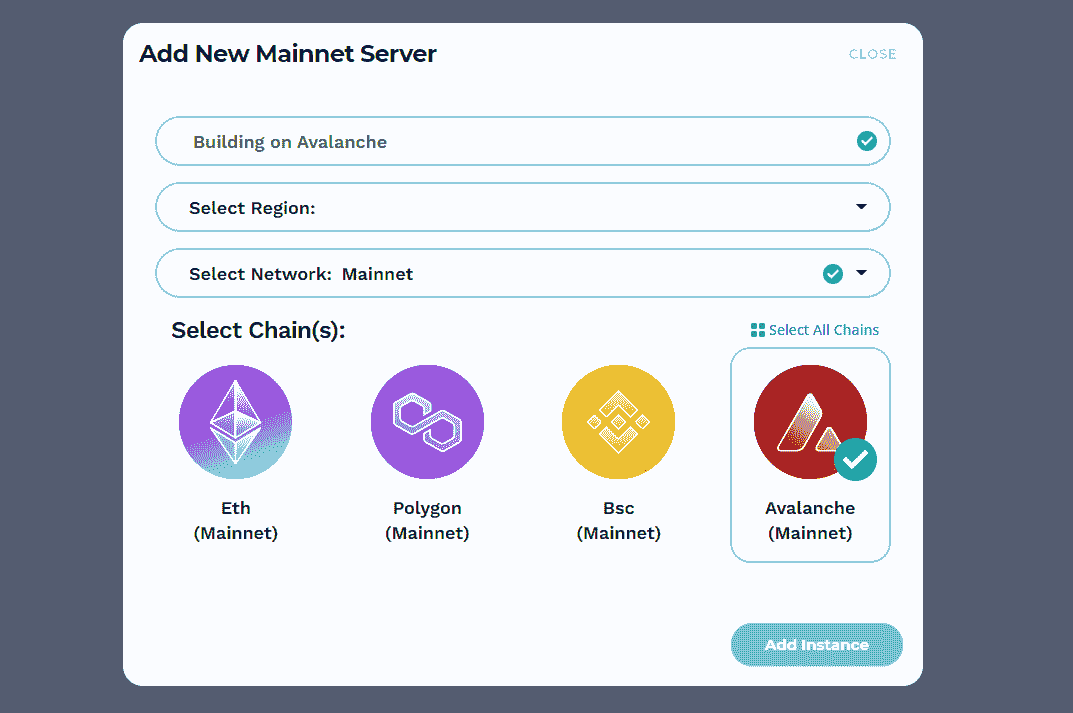 Add New Mainnet Server
CLOSE
Building on Avalanche
Select Region:
Select Network: Mainnet
Select Chain(s):
Select All Chains
Eth
(Mainnet)
Polygon
(Mainnet)
Bsc
(Mainnet)
Avalanche
(Mainnet)
Add Instance